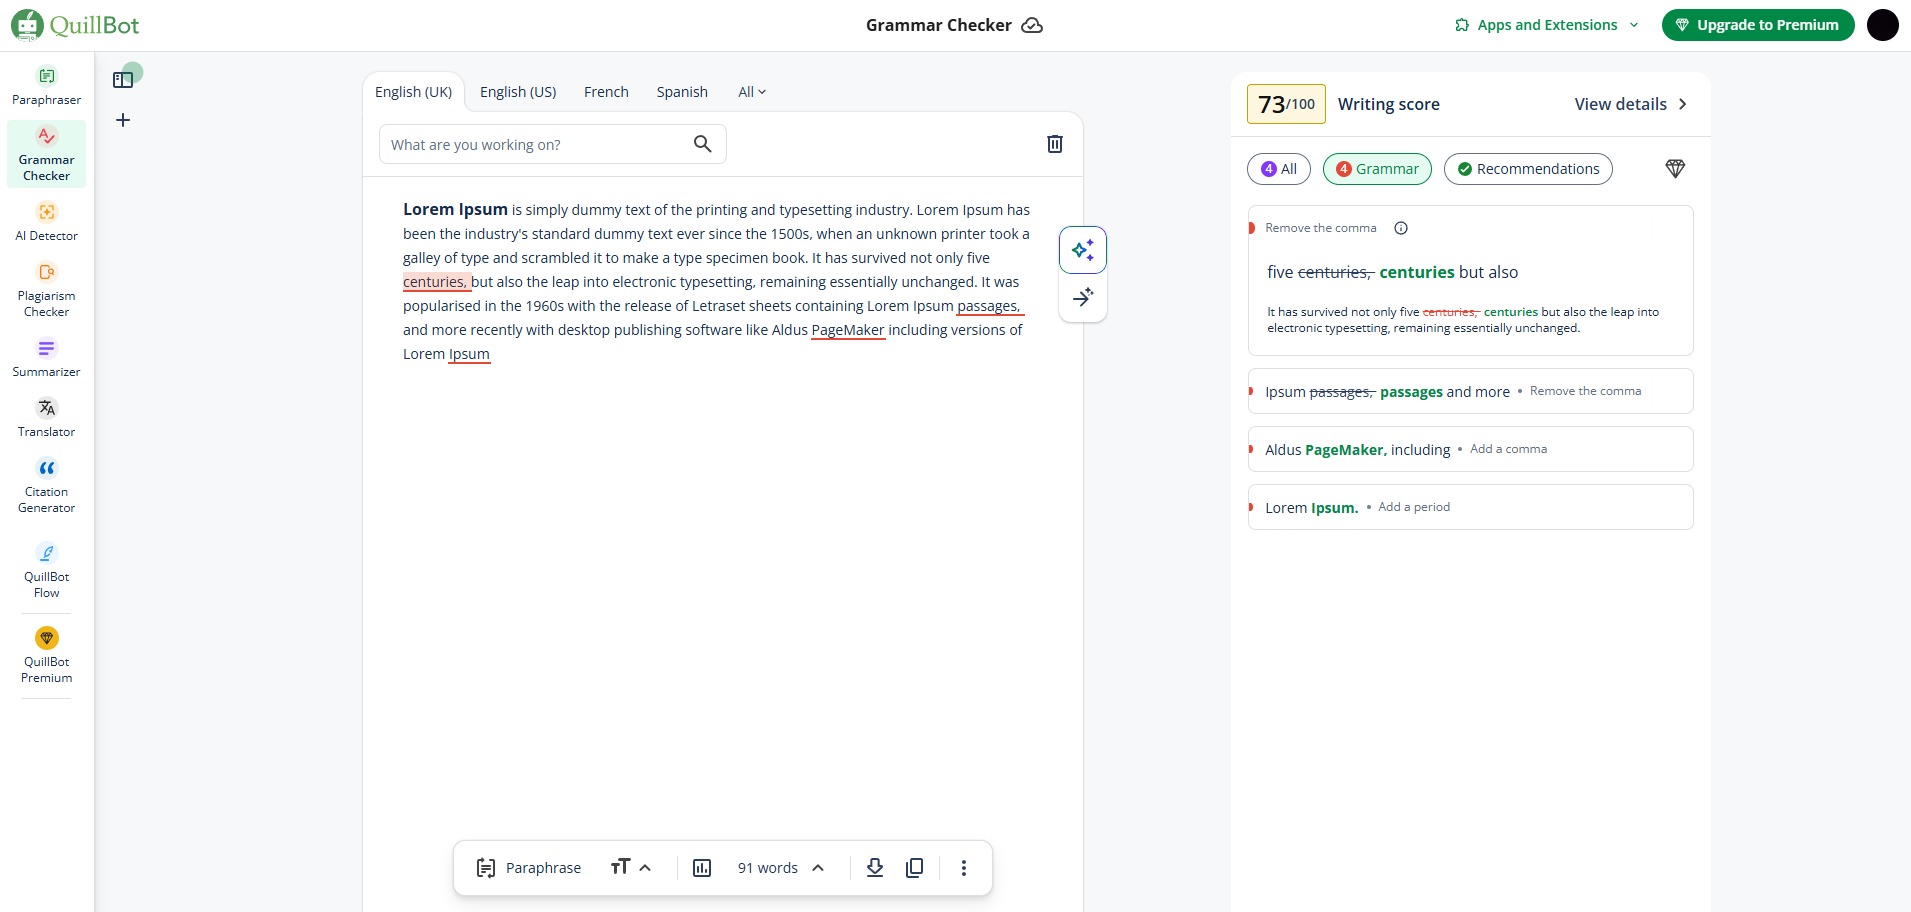 QuillBot
Grammar Checker
Apps and Extensions
Upgrade to Premium
Paraphraser
Grammar
Checker
AI Detector
Plagiarism
Checker
Summarizer
Translator
Citation
Generator
QuillBot
Flow
QuillBot
Premium
English (UK) English (US) French Spanish All
What are you working on?
Lorem Ipsum is simply dummy text of the printing and typesetting industry. Lorem Ipsum has
been the industry's standard dummy text ever since the 1500s, when an unknown printer took a
galley of type and scrambled it to make a type specimen book. It has survived not only five
centuries, but also the leap into electronic typesetting, remaining essentially unchanged. It was
popularised in the 1960s with the release of Letraset sheets containing Lorem Ipsum passages,
and more recently with desktop publishing software like Aldus PageMaker including versions of
Lorem Ipsum
Paraphrase TT 91 words
73/100 Writing score View details
4 All 4 Grammar Recommendations
Remove the comma
five centuries, centuries but also
It has survived not only five centuries, centuries but also the leap into
electronic typesetting, remaining essentially unchanged.
Ipsum passages, passages and more • Remove the comma
Aldus PageMaker, including • Add a comma
Lorem Ipsum. • Add a period